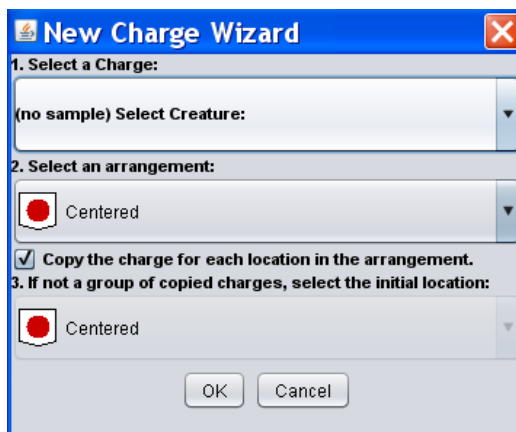 New Charge Wizard
1. Select a Charge:
(no sample) Select Creature:
2. Select an arrangement:
Centered
Copy the charge for each location in the arrangement.
3. If not a group of copied charges, select the initial location:
Centered
OK Cancel